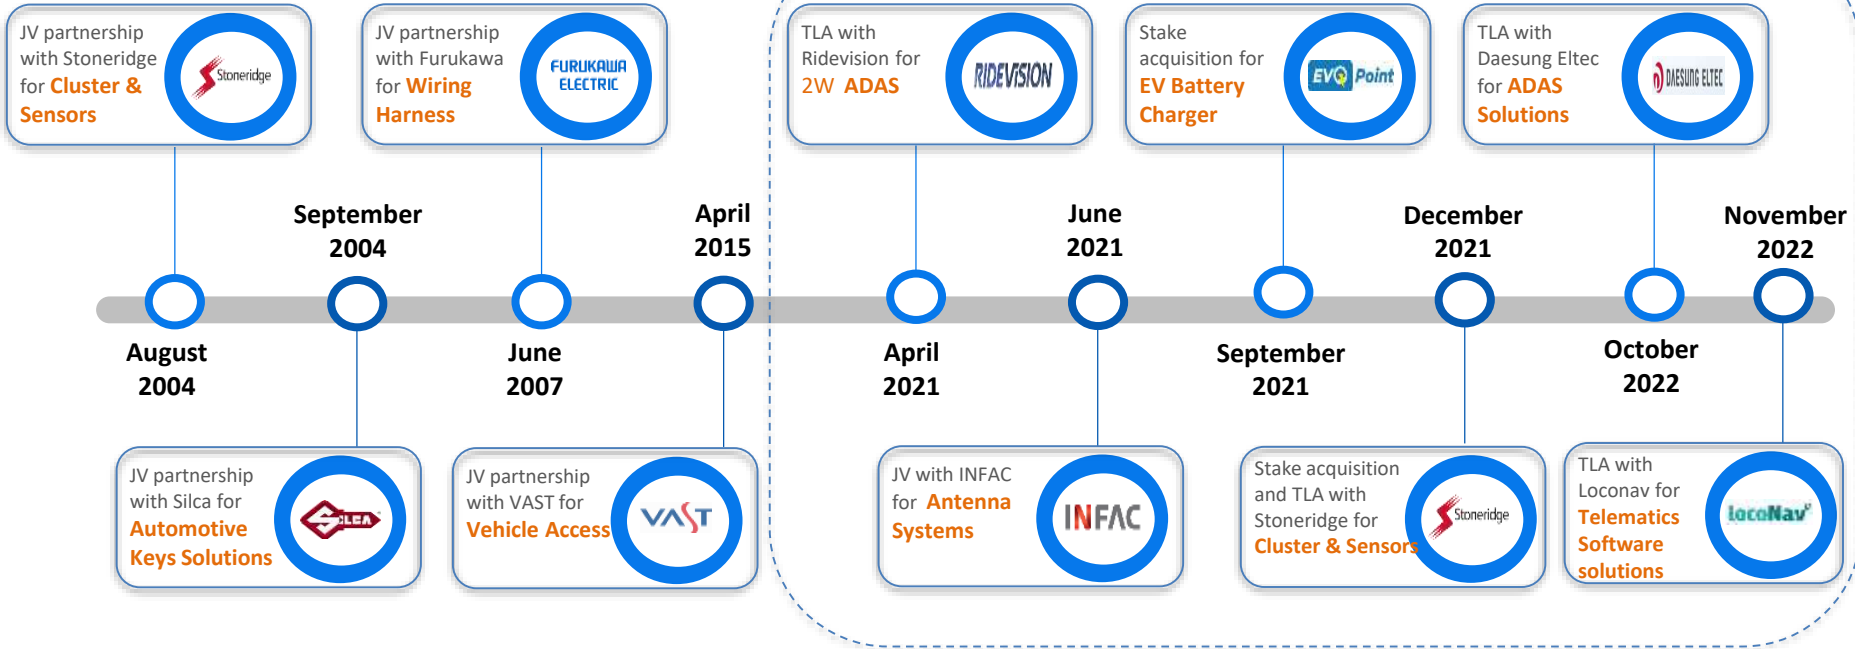 JV partnership
with Stoneridge
for Cluster &
Sensors
Stoneridge
JV partnership
with Furukawa
for Wiring
Harness
FURUKAWA
ELECTRIC
TLA with
Ridevision for
2W ADAS
RIDEVISION
Stake
acquisition for
EV Battery
Charger
EVQ Point
TLA with
Daesung Eltec
for ADAS
Solutions
DAESUNG ELTEC
September
2004
April
2015
June
2021
December
2021
November
2022
August
2004
June
2007
April
2021
September
2021
October
2022
JV partnership
with Silca for
Automotive
Keys Solutions
SILCA
JV partnership
with VAST for
Vehicle Access
VAST
JV with INFAC
for Antenna
Systems
INFAC
Stake acquisition
and TLA with
Stoneridge for
Cluster & Sensors
Stoneridge
TLA with
Loconav for
Telematics
Software
solutions
LocoNav